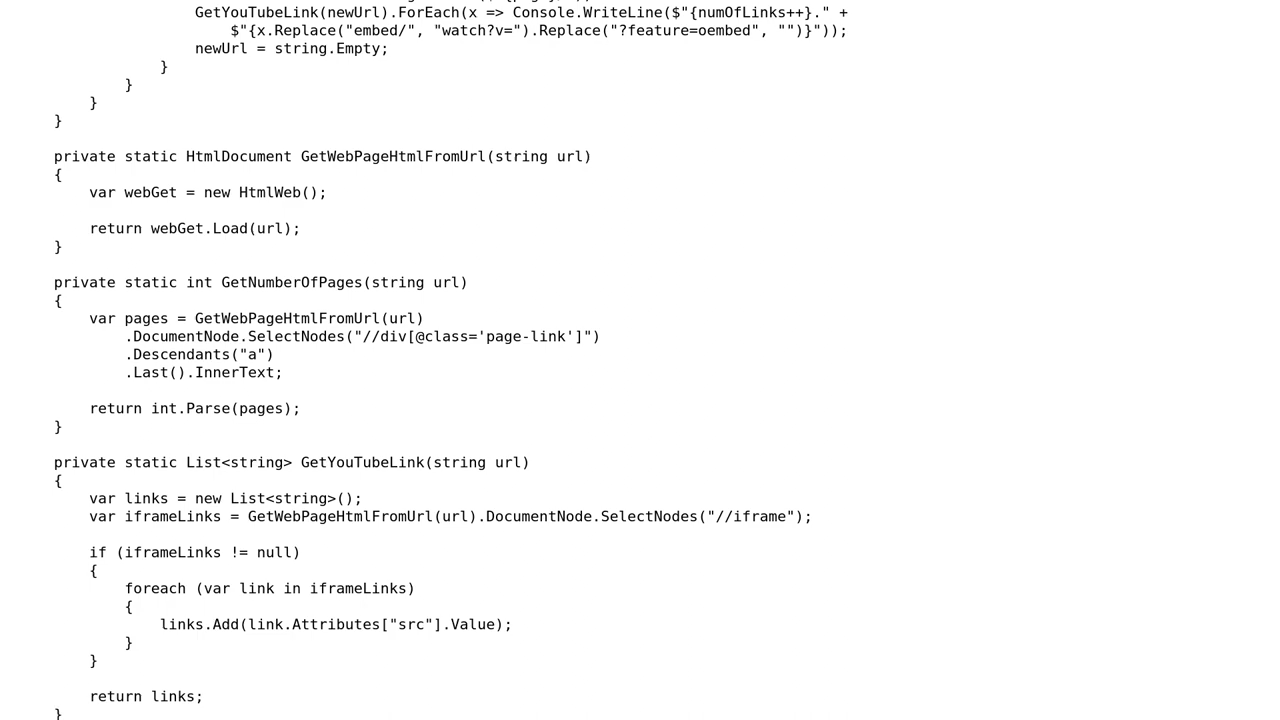 GetYouTubeLink(newUrl).ForEach(x => Console.WriteLine($"{numOfLinks++}." +
$"{x.Replace("embed/", "watch?v=").Replace("?feature=oembed", "")}"));
newUrl = string.Empty;
}
}
}
}
private static HtmlDocument GetWebPageHtmlFromUrl(string url)
{
var webGet = new HtmlWeb();
return webGet.Load(url);
}
private static int GetNumberOfPages(string url)
{
var pages = GetWebPageHtmlFromUrl(url)
.DocumentNode.SelectNodes("//div[@class='page-link']")
.Descendants("a")
.Last().InnerText;
return int.Parse(pages);
}
private static List<string> GetYouTubeLink(string url)
{
var links = new List<string>();
var iframeLinks = GetWebPageHtmlFromUrl(url).DocumentNode.SelectNodes("//iframe");
if (iframeLinks != null)
{
foreach (var link in iframeLinks)
{
links.Add(link.Attributes["src"].Value);
}
}
return links;
}